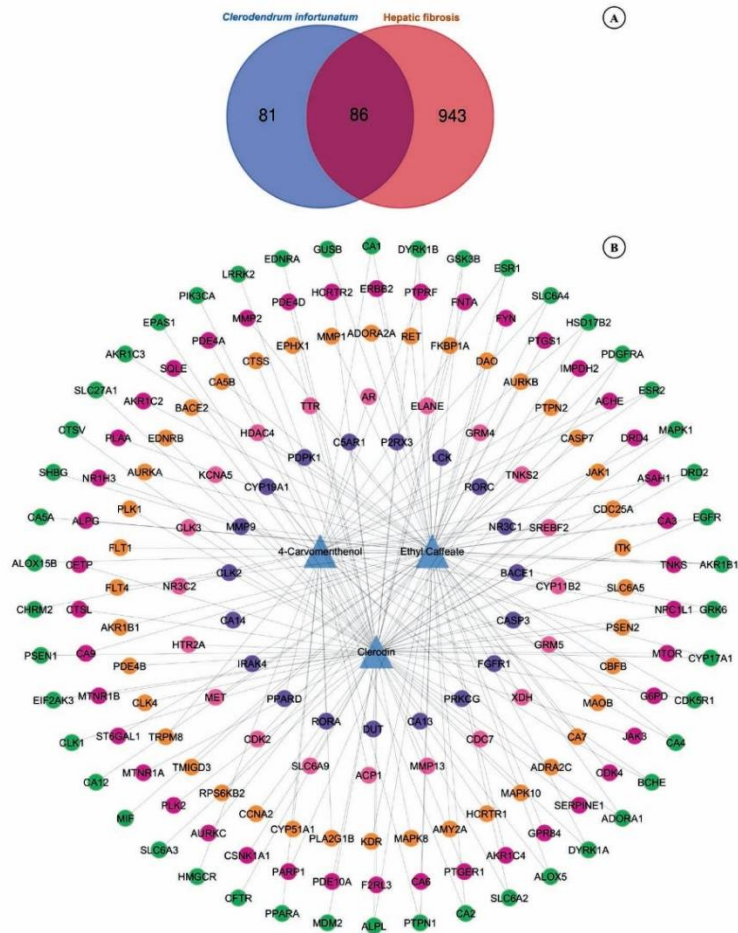 Clerodendrum infortunatum
Hepatic fibrosis
A
81
86
943
B
CA1
GUSB
DYRK1B
EDNRA
GSK3B
LRRK2
ESR1
HCRTR2
ERBB2
PTPRF
PIK3CA
PDE4D
FNTA
SLC6A4
EPAS1
MMP2
FYN
HSD17B2
MMP1
ADORA2A
RET
AKR1C3
PDE4A
EPHX1
FKBP1A
PTGS1
PDGFRA
SQLE
CTSS
DAO
IMPDH2
SLC27A1
AKR1C2
CA5B
TTR
AR
ELANE
AURKB
ACHE
ESR2
CTSV
PLAA
BACE2
HDAC4
GRM4
PTPN2
DRD4
MAPK1
SHBG
NR1H3
EDNRB
KCNA5
PDPK1
C5AR1
P2RX3
LCK
TNKS2
CASP7
ASAH1
DRD2
CYP19A1
RORC
JAK1
CA5A
ALPG
AURKA
CLK3
MMP9
NR3C1
SREBF2
CDC25A
CA3
EGFR
PLK1
4-Carvomenthenol
Ethyl Caffeate
ALOX15B
CETP
FLT1
NR3C2
CLK2
BACE1
CYP11B2
ITK
TNKS
AKR1B1
CHRM2
CTSL
FLT4
CA14
CASP3
SLC6A5
NPC1L1
GRK6
PSEN1
CA9
AKR1B1
HTR2A
Clerodin
GRM5
PSEN2
MTOR
CYP17A1
PDE4B
IRAK4
FGFR1
CBFB
EIF2AK3
MTNR1B
CLK4
MET
PPARD
PRKCG
XDH
MAOB
G6PD
CDK5R1
CLK1
ST6GAL1
TRPM8
CDK2
RORA
DUT
CA13
CDC7
CA7
JAK3
CA4
CA12
MTNR1A
TMIGD3
SLC6A9
ACP1
MMP13
ADRA2C
CDK4
BCHE
MIF
PLK2
RPS6KB2
MAPK10
SERPINE1
ADORA1
SLC6A3
AURKC
CCNA2
CYP51A1
PLA2G1B
KDR
MAPK8
AMY2A
HCRTR1
GPR84
DYRK1A
HMGCR
CSNK1A1
PARP1
PDE10A
F2RL3
CA6
PTGER1
AKR1C4
ALOX5
CFTR
PPARA
MDM2
ALPL
PTPN1
CA2
SLC6A2